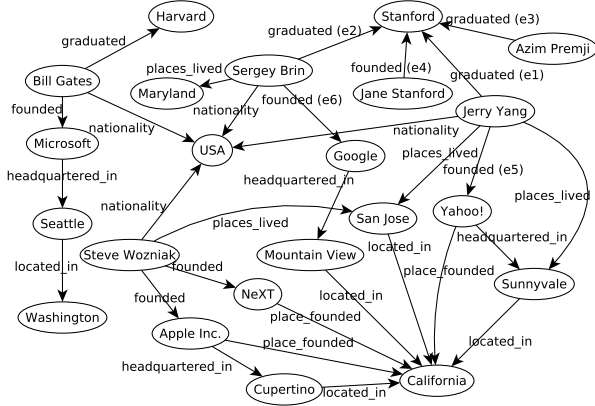 Harvard
Stanford
graduated (e3)
graduated
graduated (e2)
Azim Premji
places_lived
Sergey Brin
founded (e4)
graduated (e1)
Bill Gates
Maryland
Jane Stanford
founded
nationality
founded (e6)
Jerry Yang
nationality
nationality
Microsoft
USA
Google
places_lived
founded (e5)
headquartered_in
headquartered_in
places_lived
nationality
San Jose
Yahoo!
Seattle
places_lived
headquartered_in
located_in
Steve Wozniak
Mountain View
located_in
founded
place_founded
Sunnyvale
founded
NeXT
located_in
Washington
place_founded
Apple Inc.
place_founded
located_in
headquartered_in
California
Cupertino
located_in